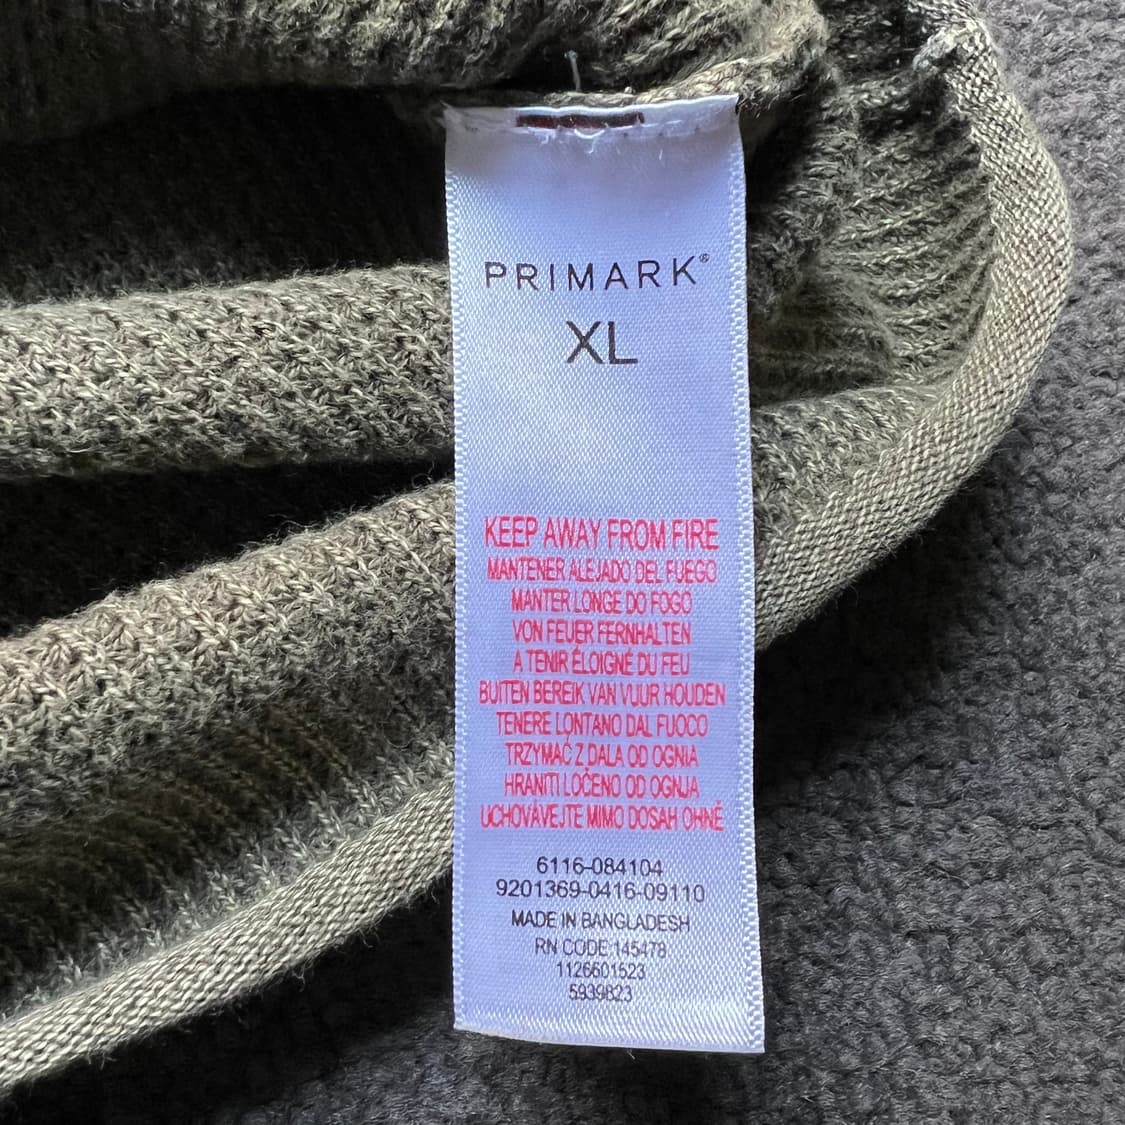 PRIMARK®
XL
KEEP AWAY FROM FIRE
MANTENER ALEJADO DEL FUEGO
MANTER LONGE DO FOGO
VON FEUER FERNHALTEN
A TENIR ÉLOIGNÉ DU FEU
BUITEN BEREIK VAN VUUR HOUDEN
TENERE LONTANO DAL FUOCO
TRZYMAĆ Z DALA OD OGNIA
HRANITI LOČENO OD OGNJA
UCHOVÁVEJTE MIMO DOSAH OHNĚ
6116-084104
9201369-0416-09110
MADE IN BANGLADESH
RN CODE 145478
1126601523
5939823